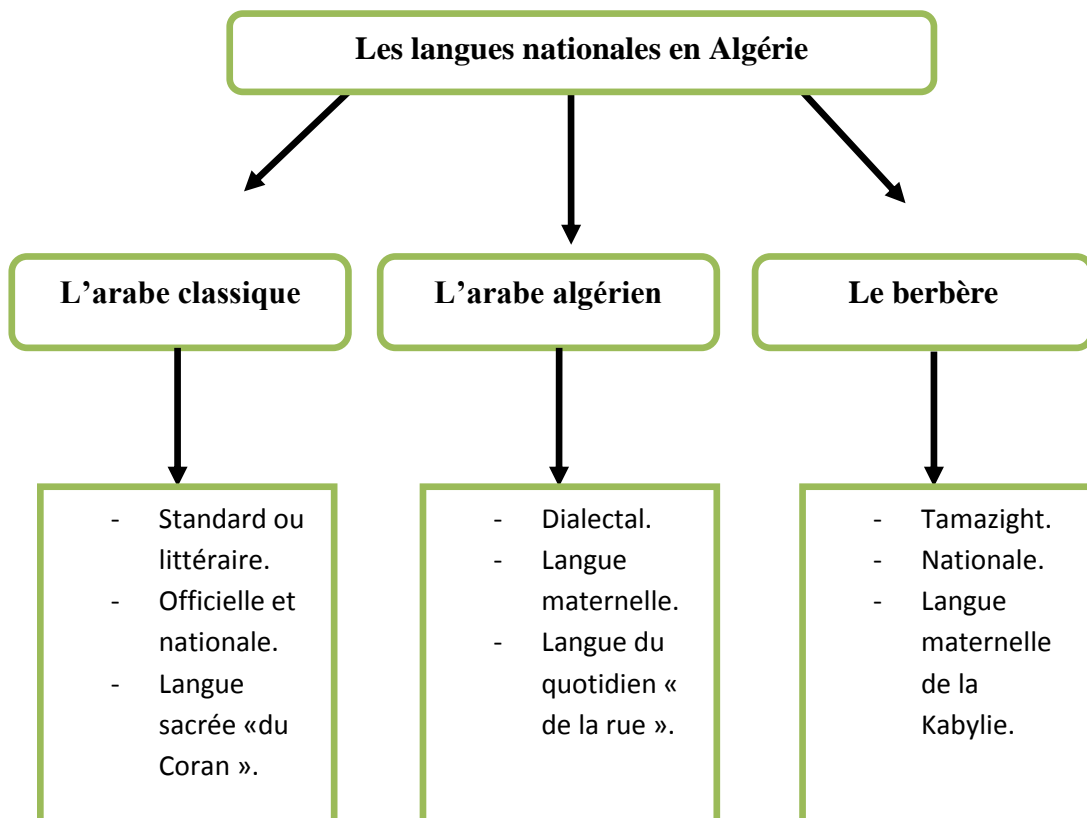 Les langues nationales en Algérie
L’arabe classique
L’arabe algérien
Le berbère
- Standard ou
littéraire.
- Officielle et
nationale.
- Langue
sacrée «du
Coran ».
- Dialectal.
- Langue
maternelle.
- Langue du
quotidien «
de la rue ».
- Tamazight.
- Nationale.
- Langue
maternelle
de la
Kabylie.